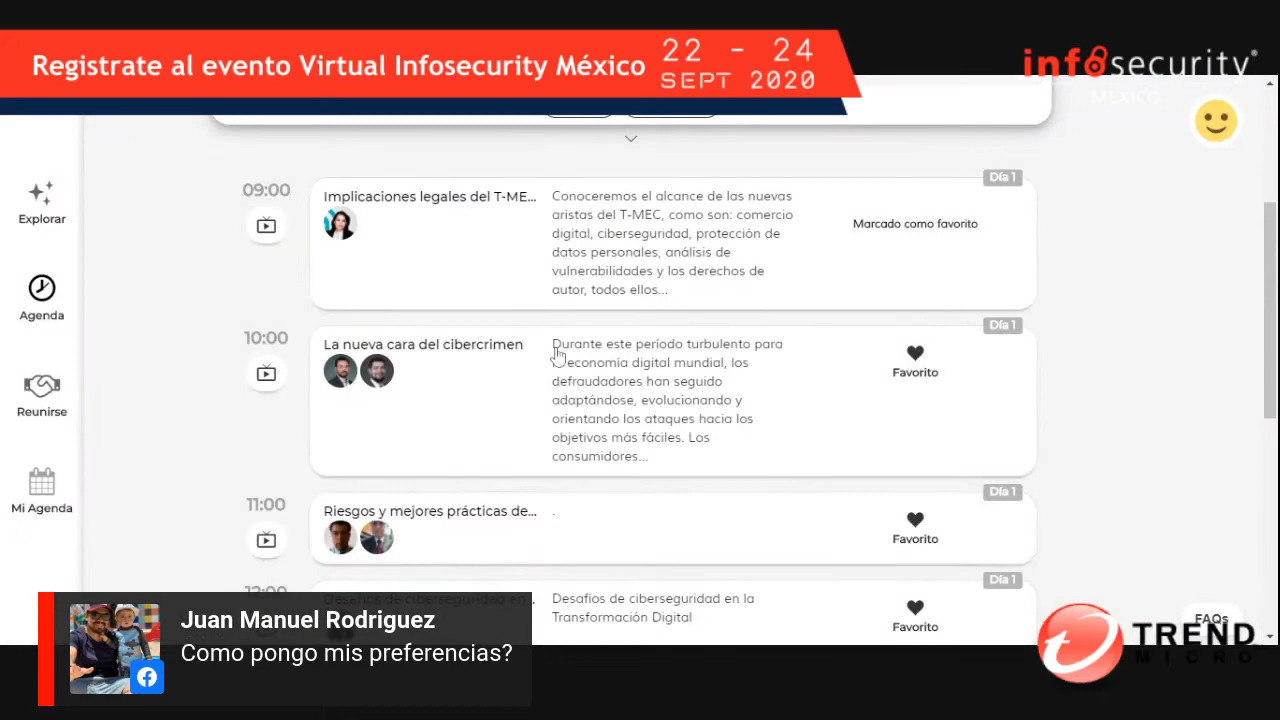 Registrate al evento Virtual Infosecurity México
22 - 24
SEPT 2020
infosecurity®
MÉXICO
Explorar
Agenda
Reunirse
Mi Agenda
09:00
Implicaciones legales del T-ME...
Conoceremos el alcance de las nuevas
aristas del T-MEC, como son: comercio
digital, ciberseguridad, protección de
datos personales, análisis de
vulnerabilidades y los derechos de
autor, todos ellos...
Día 1
Marcado como favorito
10:00
La nueva cara del cibercrimen
Durante este período turbulento para
economía digital mundial, los
defraudadores han seguido
adaptándose, evolucionando y
orientando los ataques hacia los
objetivos más fáciles. Los
consumidores...
Día 1
Favorito
11:00
Riesgos y mejores prácticas de...
.
Día 1
Favorito
12:00
Desafíos de ciberseguridad en...
Desafíos de ciberseguridad en la
Transformación Digital
Día 1
Favorito
FAQs
Juan Manuel Rodriguez
Como pongo mis preferencias?
TREND
MICRO